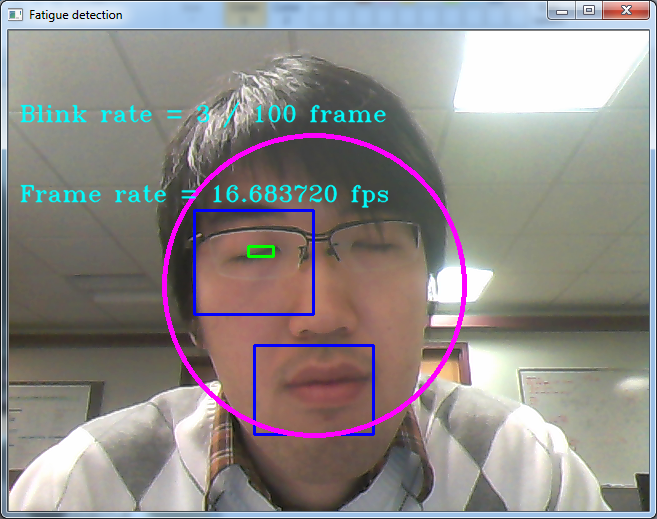 Fatigue detection
Blink rate = 3 / 100 frame
Frame rate = 16.683720 fps